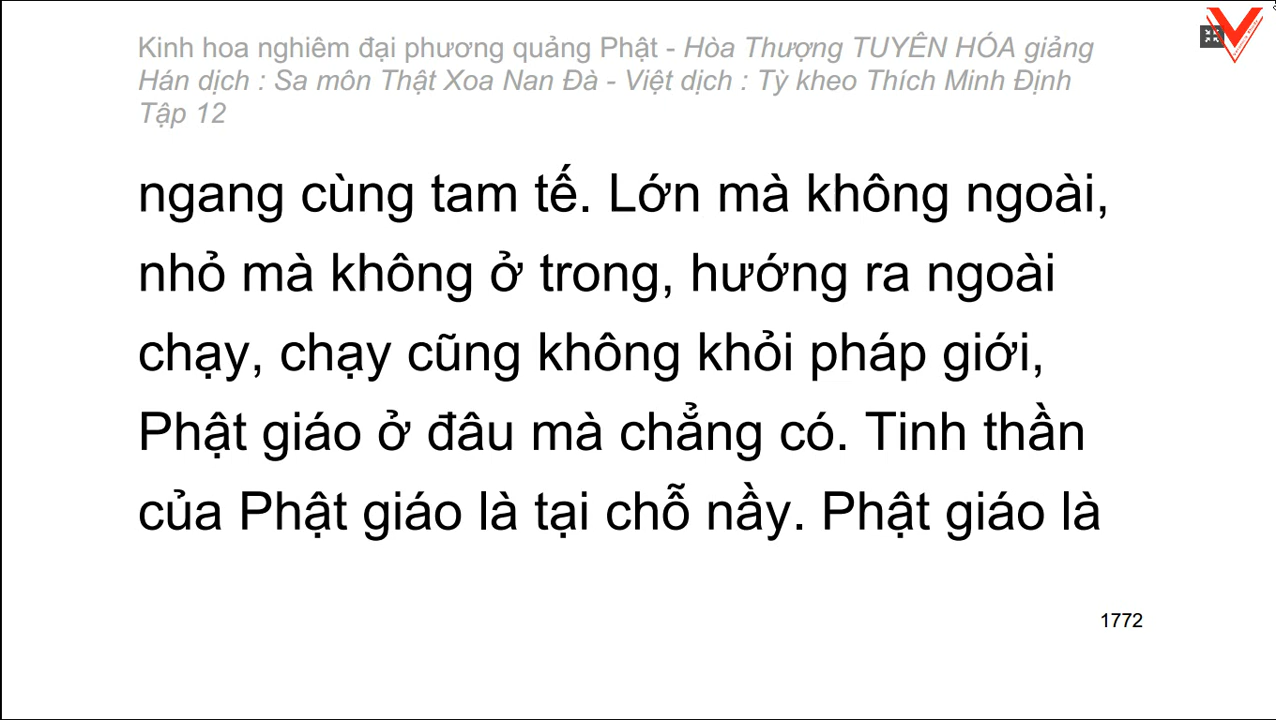 Kinh hoa nghiêm đại phương quảng Phật - Hòa Thượng TUYÊN HÓA giảng
Hán dịch : Sa môn Thật Xoa Nan Đà - Việt dịch : Tỳ kheo Thích Minh Định
Tập 12
ngang cùng tam tế. Lớn mà không ngoài,
nhỏ mà không ở trong, hướng ra ngoài
chạy, chạy cũng không khỏi pháp giới,
Phật giáo ở đâu mà chẳng có. Tinh thần
của Phật giáo là tại chỗ nầy. Phật giáo là
1772